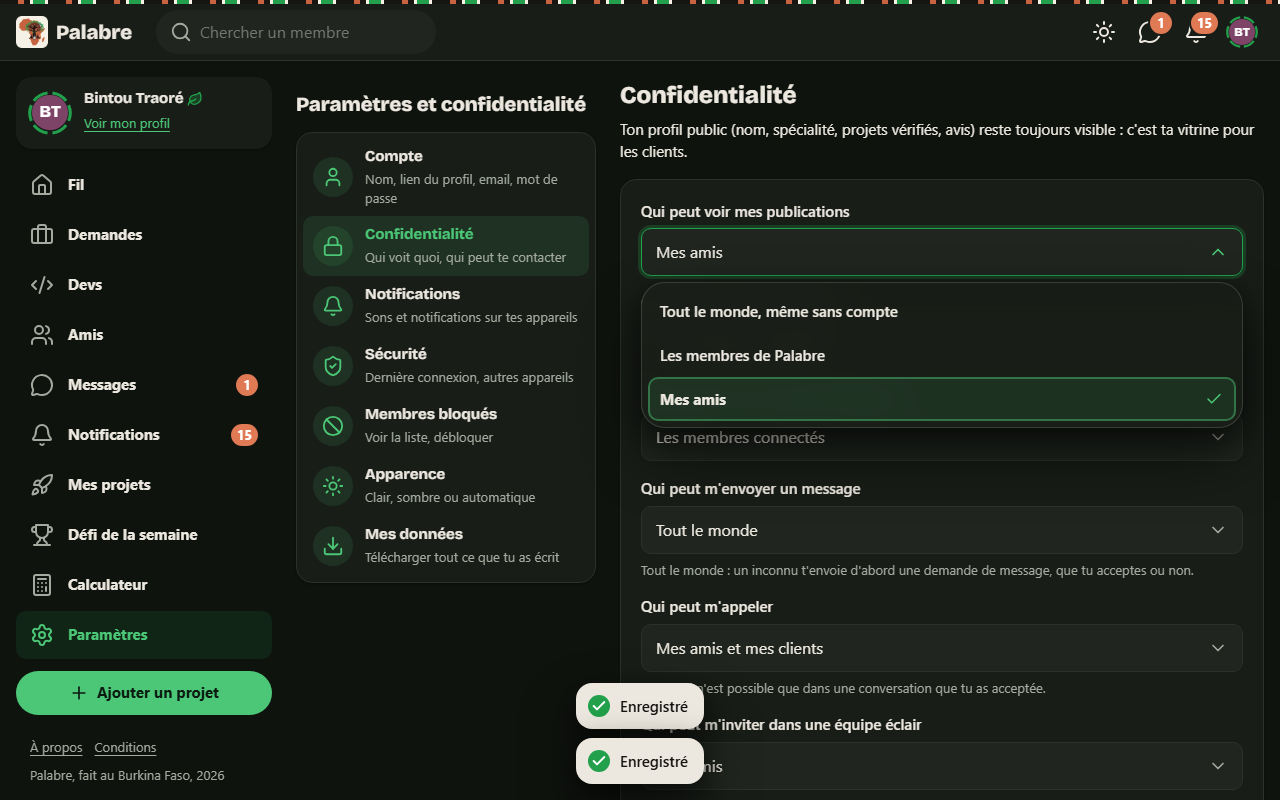 Palabre
Chercher un membre
1
15
BT
BT
Bintou Traoré
Voir mon profil
Fil
Demandes
Devs
Amis
Messages
1
Notifications
15
Mes projets
Défi de la semaine
Calculateur
Paramètres
Ajouter un projet
À propos Conditions
Palabre, fait au Burkina Faso, 2026
Paramètres et confidentialité
Compte
Nom, lien du profil, email, mot de
passe
Confidentialité
Qui voit quoi, qui peut te contacter
Notifications
Sons et notifications sur tes appareils
Sécurité
Dernière connexion, autres appareils
Membres bloqués
Voir la liste, débloquer
Apparence
Clair, sombre ou automatique
Mes données
Télécharger tout ce que tu as écrit
Confidentialité
Ton profil public (nom, spécialité, projets vérifiés, avis) reste toujours visible : c'est ta vitrine pour
les clients.
Qui peut voir mes publications
Mes amis
Tout le monde, même sans compte
Les membres de Palabre
Mes amis
Les membres connectés
Qui peut m'envoyer un message
Tout le monde
Tout le monde : un inconnu t'envoie d'abord une demande de message, que tu acceptes ou non.
Qui peut m'appeler
Mes amis et mes clients
n'est possible que dans une conversation que tu as acceptée.
m'inviter dans une équipe éclair
Enregistré
Enregistré